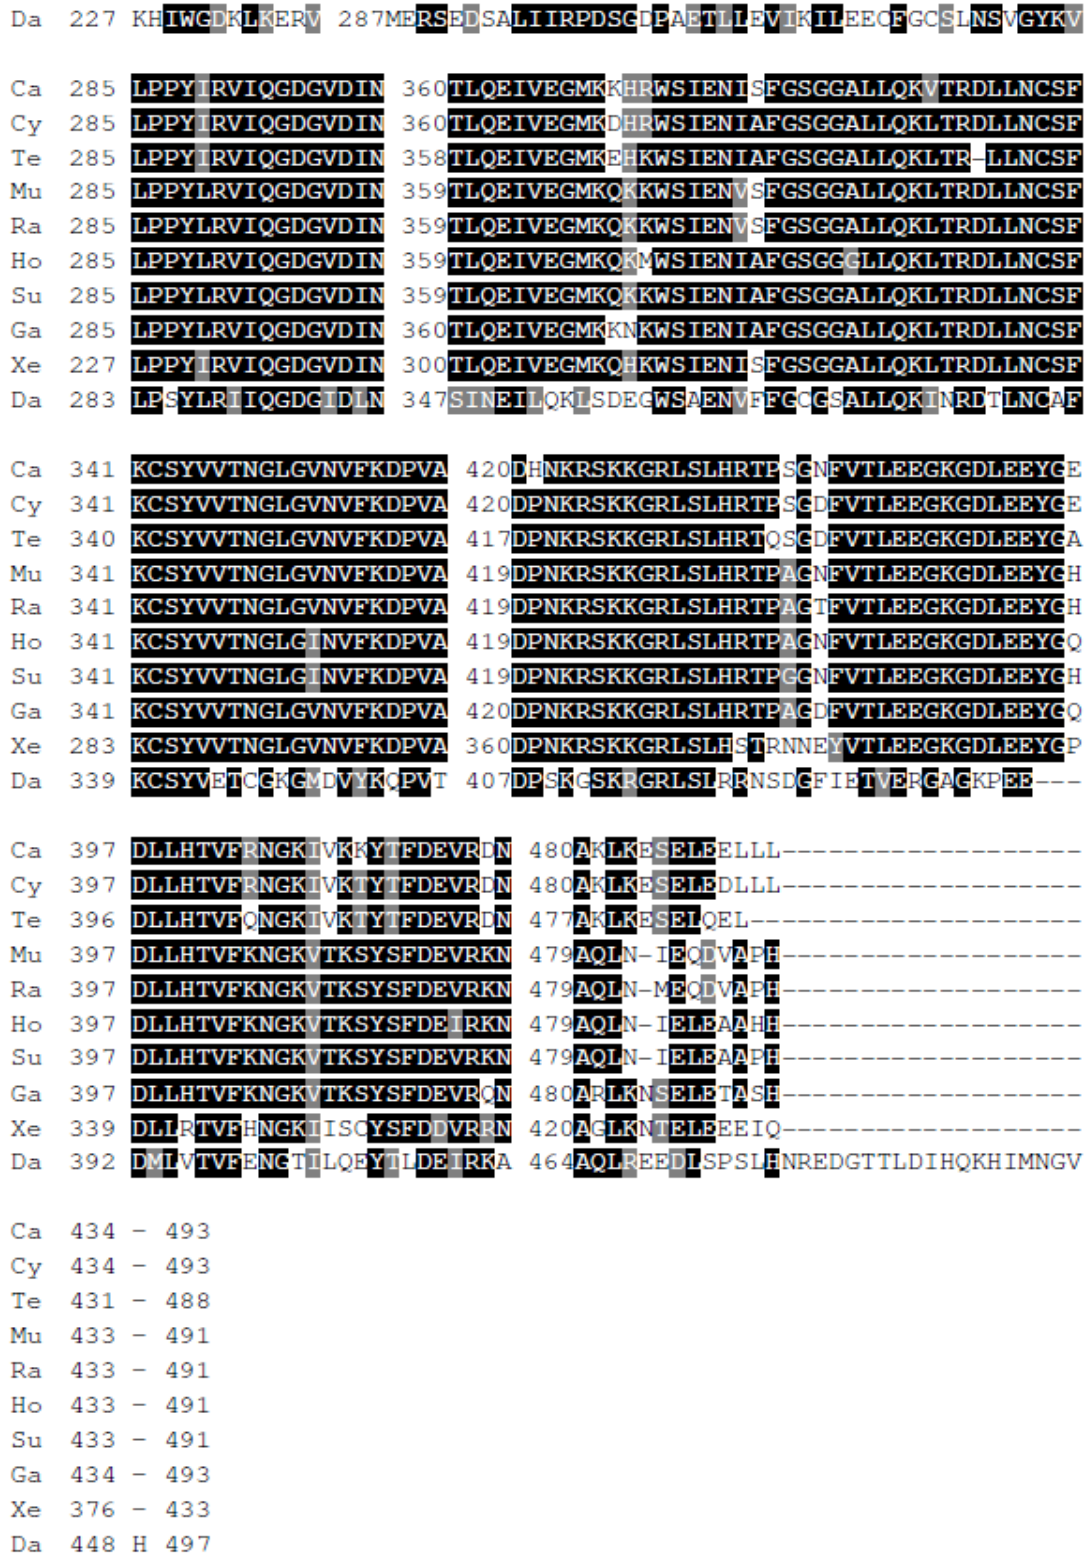 Da 227 KHIWGDKLKERV 287MERSEDSALIIRPDSGDPAETLLEVIKILEECFGCSLNSVGYKV
Ca 285 LPPYIRVIQGDGVDIN 360TLQEIVEGMKKHRWSIENISFGSGGALLQKVTRDLLNCSF
Cy 285 LPPYIRVIQGDGVDIN 360TLQEIVEGMKDHRWSIENIAFGSGGALLQKLTRDLLNCSF
Te 285 LPPYIRVIQGDGVDIN 358TLQEIVEGMKEHKWSIENIAFGSGGALLQKLTR-LLNCSF
Mu 285 LPPYLRVIQGDGVDIN 359TLQEIVEGMKQKKWSIENVSFGSGGALLQKLTRDLLNCSF
Ra 285 LPPYLRVIQGDGVDIN 359TLQEIVEGMKQKKWSIENVSFGSGGALLQKLTRDLLNCSF
Ho 285 LPPYLRVIQGDGVDIN 359TLQEIVEGMKQKMWSIENIAFGSGGGLLQKLTRDLLNCSF
Su 285 LPPYLRVIQGDGVDIN 359TLQEIVEGMKQKKWSIENIAFGSGGALLQKLTRDLLNCSF
Ga 285 LPPYLRVIQGDGVDIN 360TLQEIVEGMKKNKWSIENIAFGSGGALLQKLTRDLLNCSF
Xe 227 LPPYIRVIQGDGVDIN 300TLQEIVEGMKQHKWSIENISFGSGGALLQKLTRDLLNCSF
Da 283 LPSYLRIIQGDGIDLN 347SINEILQKLSDEGWSAENVFFGCGSALLQKINRDTLNCAF
Ca 341 KCSYVVTNGLGVNVFKDPVA 420DHNKRSKKGRLSLHRTPSGNFVTLEEGKGDLEEYGE
Cy 341 KCSYVVTNGLGVNVFKDPVA 420DPNKRSKKGRLSLHRTPSGDFVTLEEGKGDLEEYGE
Te 340 KCSYVVTNGLGVNVFKDPVA 417DPNKRSKKGRLSLHRTQSGDFVTLEEGKGDLEEYGA
Mu 341 KCSYVVTNGLGVNVFKDPVA 419DPNKRSKKGRLSLHRTPAGNFVTLEEGKGDLEEYGH
Ra 341 KCSYVVTNGLGVNVFKDPVA 419DPNKRSKKGRLSLHRTPAGTFVTLEEGKGDLEEYGH
Ho 341 KCSYVVTNGLGINVFKDPVA 419DPNKRSKKGRLSLHRTPAGNFVTLEEGKGDLEEYGQ
Su 341 KCSYVVTNGLGINVFKDPVA 419DPNKRSKKGRLSLHRTPGGNFVTLEEGKGDLEEYGH
Ga 341 KCSYVVTNGLGVNVFKDPVA 420DPNKRSKKGRLSLHRTPAGDFVTLEEGKGDLEEYGQ
Xe 283 KCSYVVTNGLGVNVFKDPVA 360DPNKRSKKGRLSLHSTRNNEYVTLEEGKGDLEEYGP
Da 339 KCSYVETCGKGMDVYKQPVT 407DPSKGSKRGRLSLRRNSDGFIETVERGAGKPEE---
Ca 397 DLLHTVFRNGKIVKKYTFDEVRDN 480AKLKESELEELLL-------------------
Cy 397 DLLHTVFRNGKIVKTYTFDEVRDN 480AKLKESELEDLLL-------------------
Te 396 DLLHTVFQNGKIVKTYTFDEVRDN 477AKLKESELQEL---------------------
Mu 397 DLLHTVFKNGKVTKSYSFDEVRKN 479AQLN-IEQDVAPH-------------------
Ra 397 DLLHTVFKNGKVTKSYSFDEVRKN 479AQLN-MEQDVAPH-------------------
Ho 397 DLLHTVFKNGKVTKSYSFDEIRKN 479AQLN-IELEAAHH-------------------
Su 397 DLLHTVFKNGKVTKSYSFDEVRKN 479AQLN-IELEAAPH-------------------
Ga 397 DLLHTVFKNGKVTKSYSFDEVRQN 480ARLKNSELETASH-------------------
Xe 339 DLLRTVFHNGKIISCYSFDDVRRN 420AGLKNTELEEEIQ-------------------
Da 392 DMLVTVFENGTILQEYTLDEIRKA 464AQLREEDLSPSLHNREDGTTLDIHQKHIMNGV
Ca 434 - 493
Cy 434 - 493
Te 431 - 488
Mu 433 - 491
Ra 433 - 491
Ho 433 - 491
Su 433 - 491
Ga 434 - 493
Xe 376 - 433
Da 448 H 497